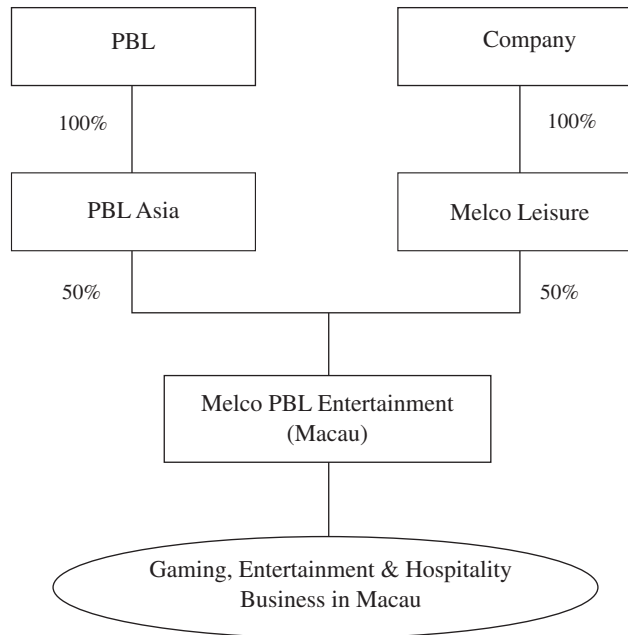 PBL
Company
100%
100%
PBL Asia
Melco Leisure
50%
50%
Melco PBL Entertainment
(Macau)
Gaming, Entertainment & Hospitality
Business in Macau